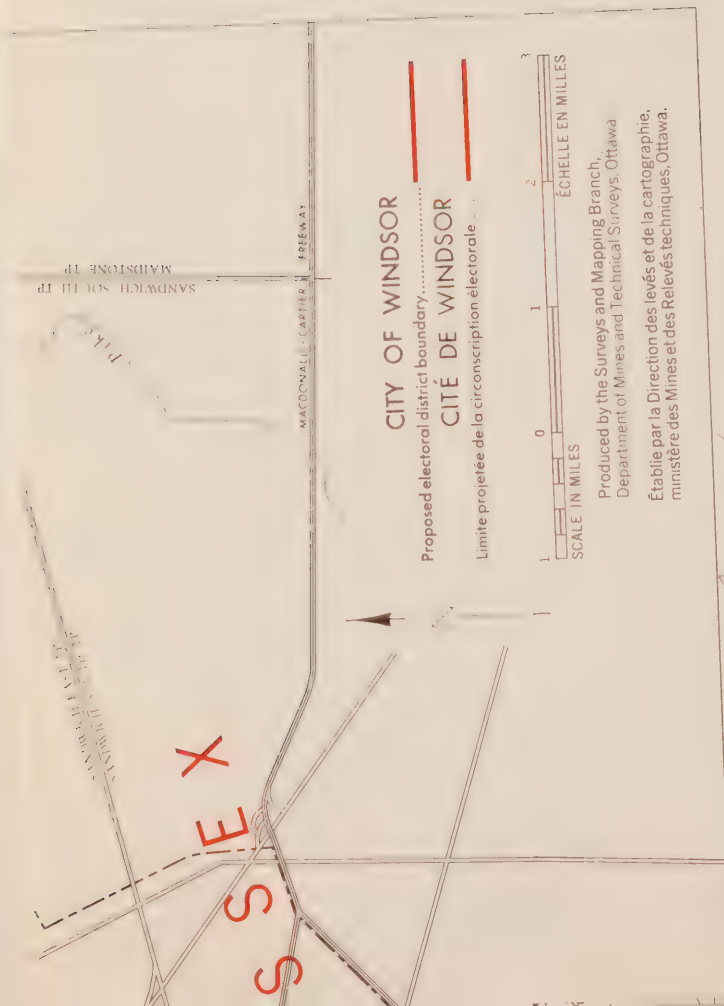 CITY OF WINDSOR
Proposed electoral district boundary
CITÉ DE WINDSOR
Limite projetée de la circonscription électorale
1 0 1 2 3
SCALE IN MILES ÉCHELLE EN MILLES
Produced by the Surveys and Mapping Branch,
Department of Mines and Technical Surveys, Ottawa
Établie par la Direction des levés et de la cartographie,
ministère des Mines et des Relevés techniques, Ottawa.
MACDONALD - CARTIER FREEWAY
SANDWICH SOUTH TP
MAIDSTONE TP
Pike
S S E X